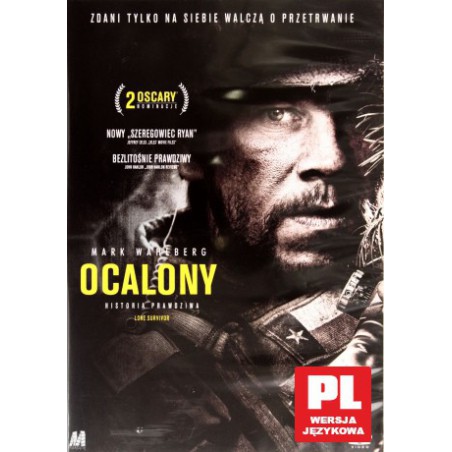 ZDANI TYLKO NA SIEBIE WALCZĄ O PRZETRWANIE
2 OSCARY
NOMINACJE
NOWY „SZEREGOWIEC RYAN”
BEZLITOŚNIE PRAWDZIWY
MARK WAHLBERG
OCALONY
HISTORIA PRAWDZIWA
LONE SURVIVOR
PL
WERSJA
JĘZYKOWA
M